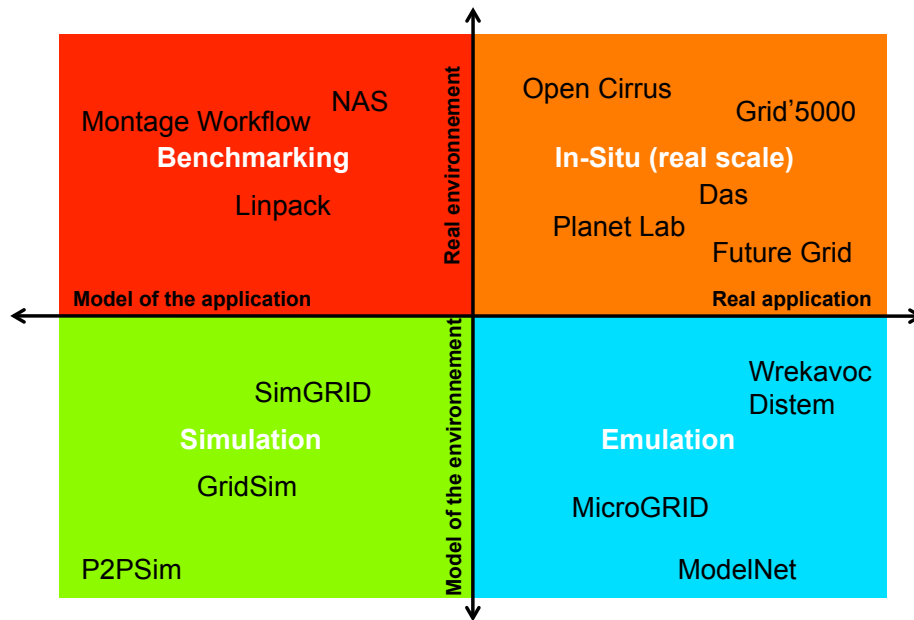 Open Cirrus
NAS
Grid'5000
Montage Workflow
Benchmarking
In-Situ (real scale)
Das
Linpack
Planet Lab
Future Grid
Real environnement
Model of the application
Real application
Model of the environnement
SimGRID
Wrekavoc
Distem
Simulation
Emulation
GridSim
MicroGRID
P2PSim
ModelNet